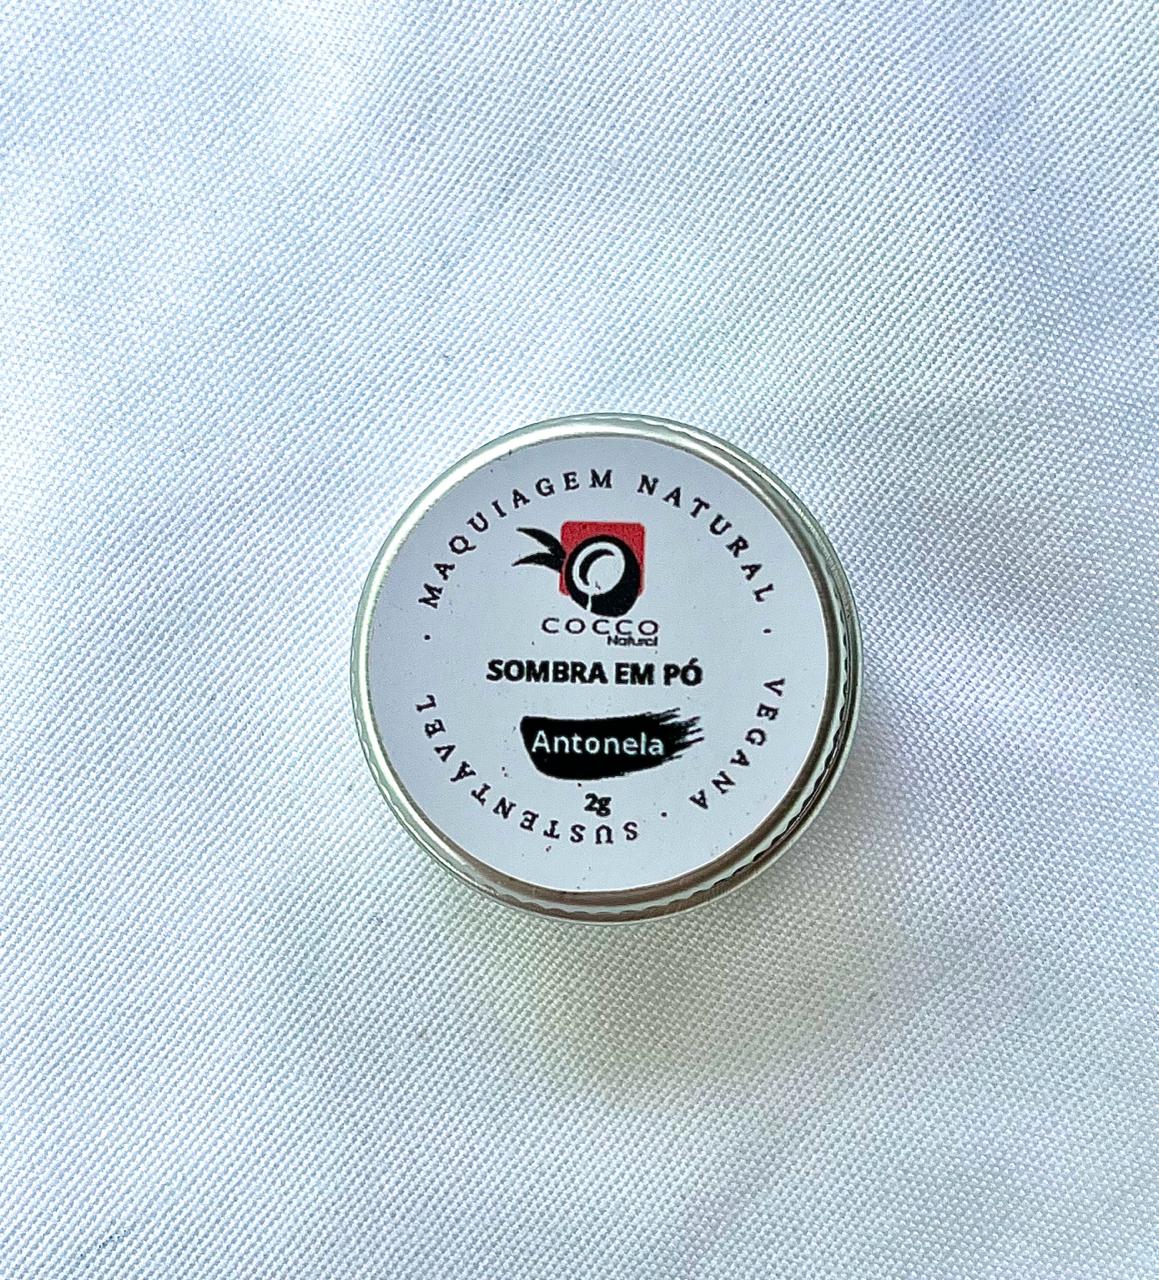 MAQUIAGEM NATURAL · VEGANA · SUSTENTÁVEL ·
COCCO
Natural
SOMBRA EM PÓ
Antonela
2g